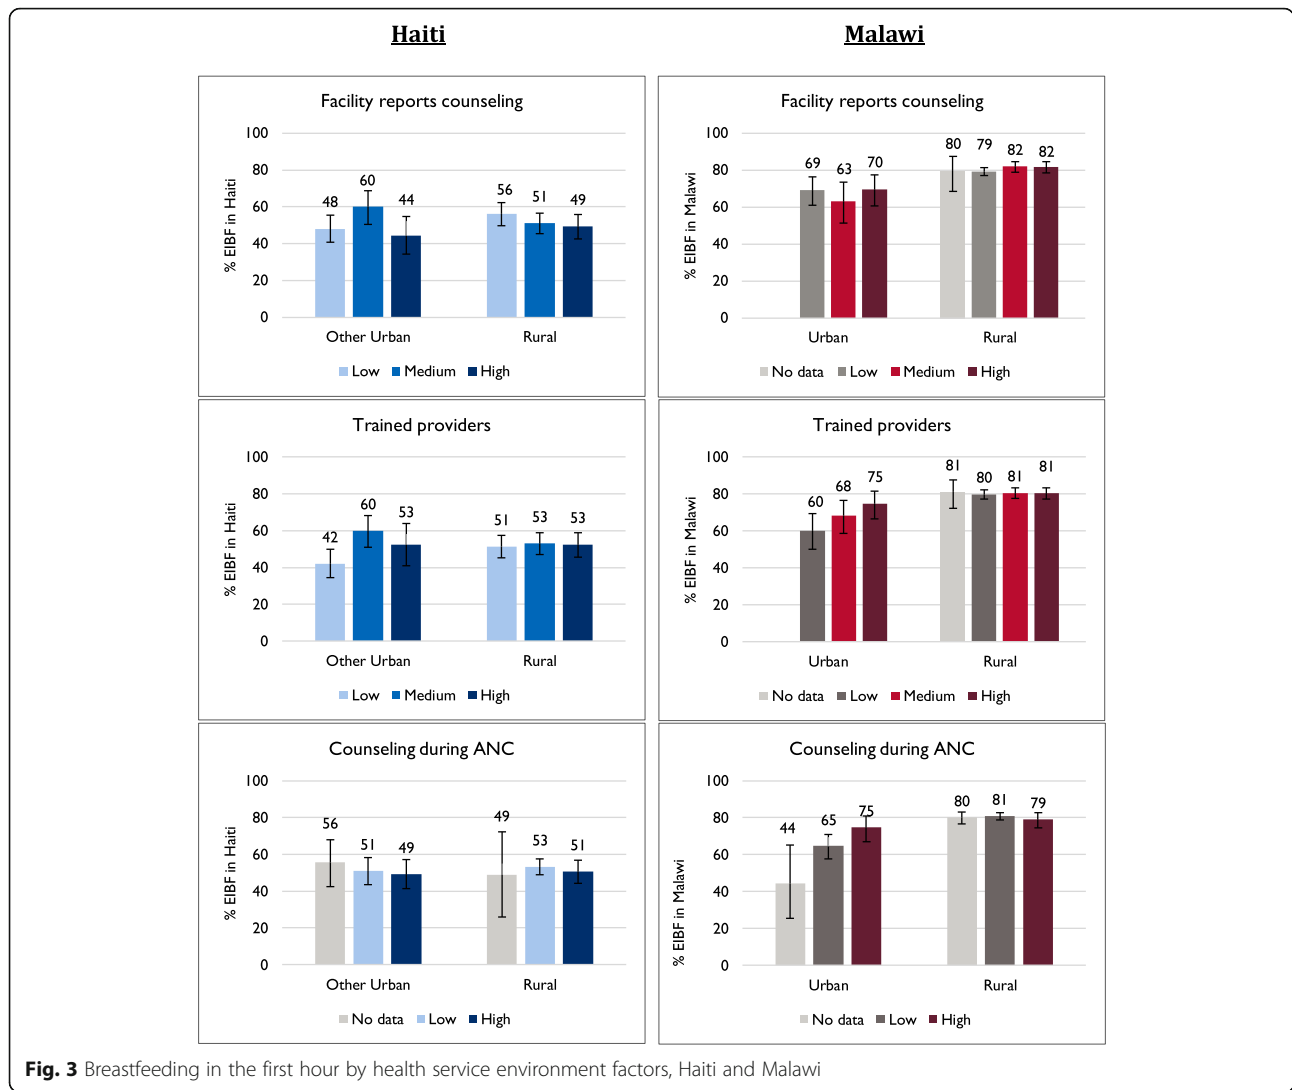 Haiti
Malawi
Facility reports counseling
% EIBF in Haiti
100
80
60
40
20
0
48
60
44
56
51
49
Other Urban
Rural
Low
Medium
High
Facility reports counseling
% EIBF in Malawi
100
80
60
40
20
0
69
63
70
80
79
82
82
Urban
Rural
No data
Low
Medium
High
Trained providers
% EIBF in Haiti
100
80
60
40
20
0
42
60
53
51
53
53
Other Urban
Rural
Low
Medium
High
Trained providers
% EIBF in Malawi
100
80
60
40
20
0
60
68
75
81
80
81
81
Urban
Rural
No data
Low
Medium
High
Counseling during ANC
% EIBF in Haiti
100
80
60
40
20
0
56
51
49
49
53
51
Other Urban
Rural
No data
Low
High
Counseling during ANC
% EIBF in Malawi
100
80
60
40
20
0
44
65
75
80
81
79
Urban
Rural
No data
Low
High
Fig. 3 Breastfeeding in the first hour by health service environment factors, Haiti and Malawi